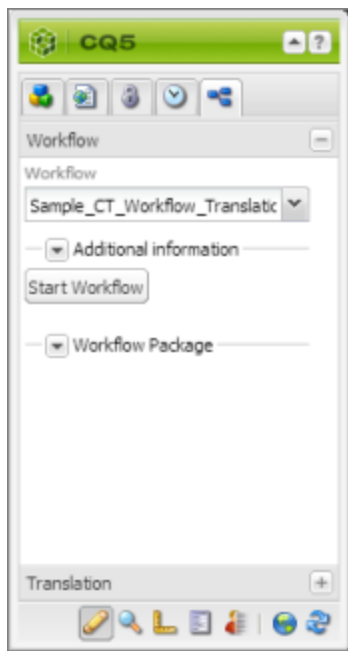 CQ5
?
Workflow
Workflow
Sample_CT_Workflow_Translatic
Additional information
Start Workflow
Workflow Package
Translation